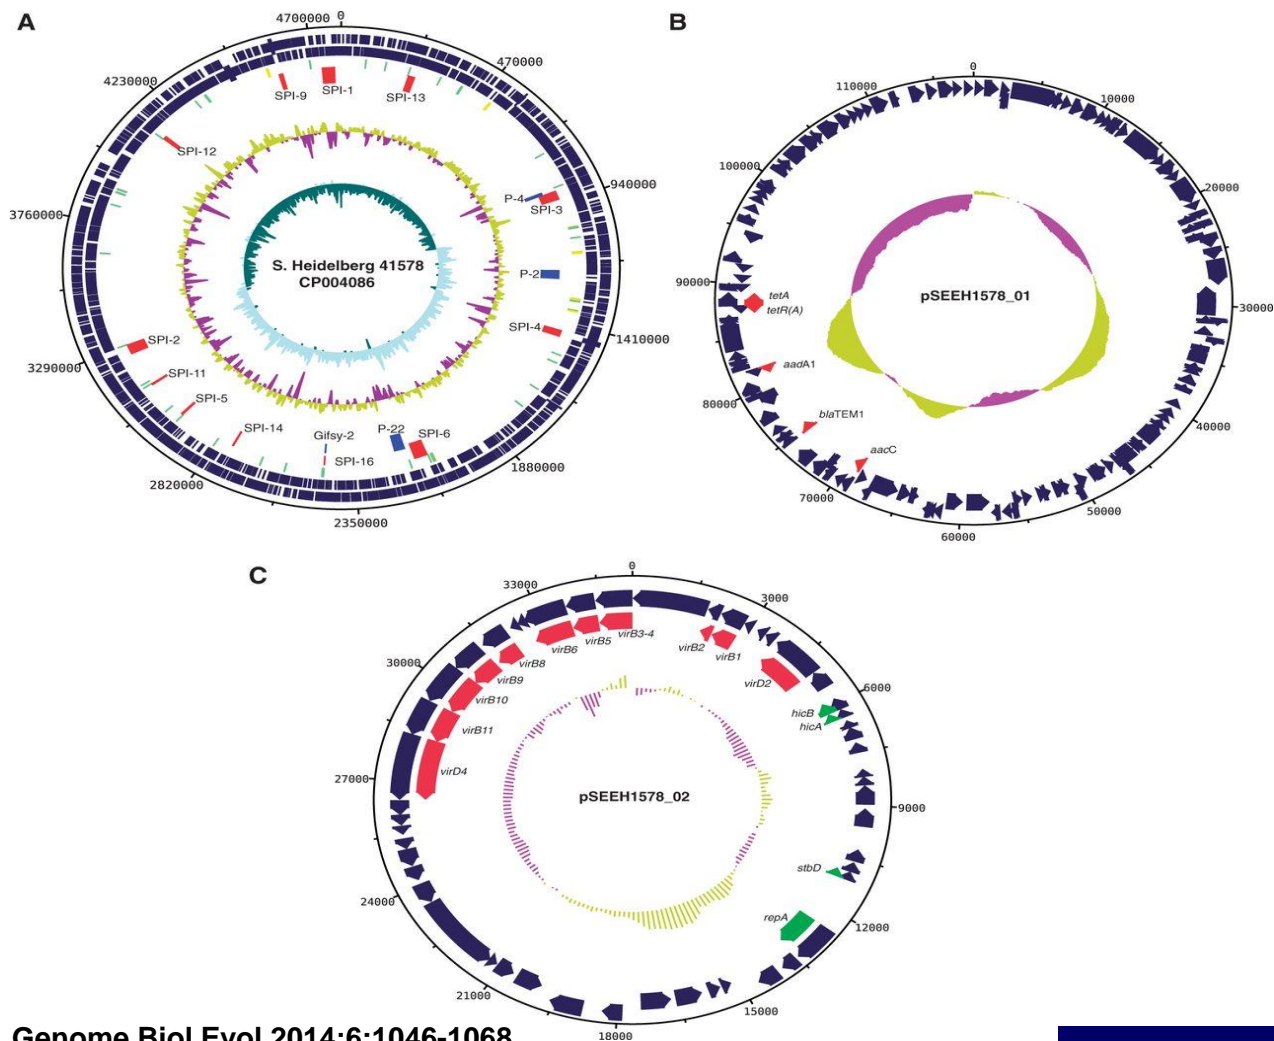 A
4700000
0
470000
940000
1410000
1880000
2350000
2820000
3290000
3760000
4230000
SPI-9
SPI-1
SPI-13
SPI-12
P-4
SPI-3
P-2
SPI-4
SPI-2
SPI-11
SPI-5
SPI-14
Gifsy-2
SPI-16
P-22
SPI-6
S. Heidelberg 41578
CP004086
B
0
10000
20000
30000
40000
50000
60000
70000
80000
90000
100000
110000
tetA
tetR(A)
aadA1
blaTEM1
aacC
pSEEH1578_01
C
0
3000
6000
9000
12000
15000
18000
21000
24000
27000
30000
33000
virB3-4
virB5
virB6
virB8
virB9
virB10
virB11
virD4
virB2
virB1
virD2
hicB
hicA
stbD
repA
pSEEH1578_02
Genome Biol Evol 2014;6:1046-1068